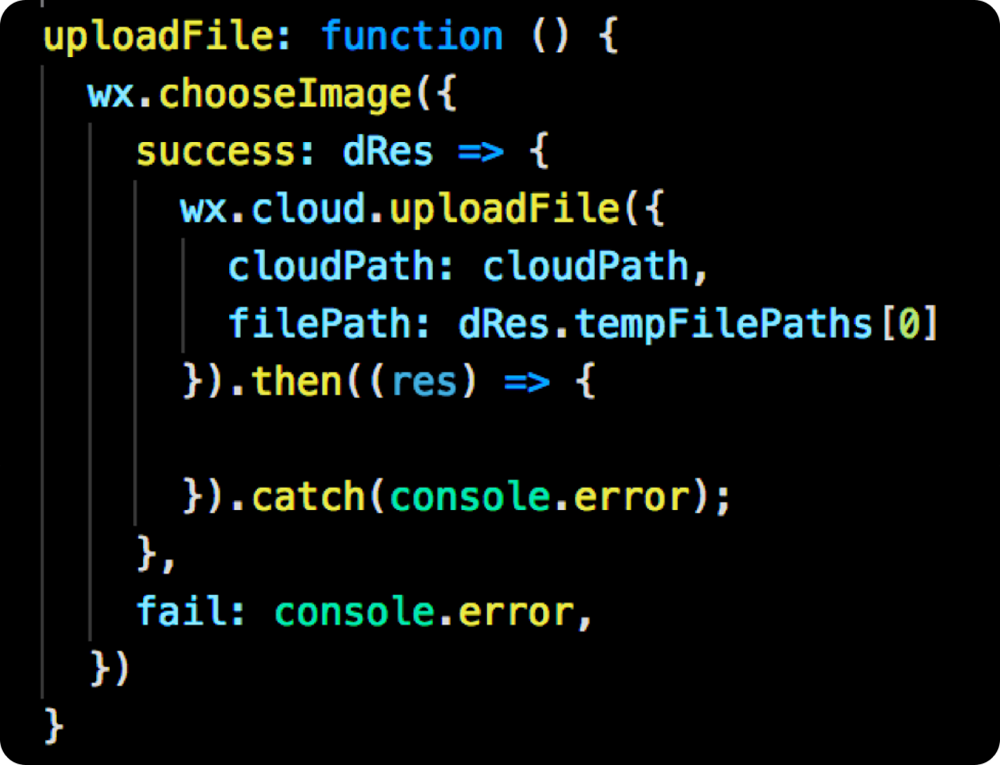 uploadFile: function () {
wx.chooseImage({
success: dRes => {
wx.cloud.uploadFile({
cloudPath: cloudPath,
filePath: dRes.tempFilePaths[0]
}).then((res) => {
}).catch(console.error);
},
fail: console.error,
})
}